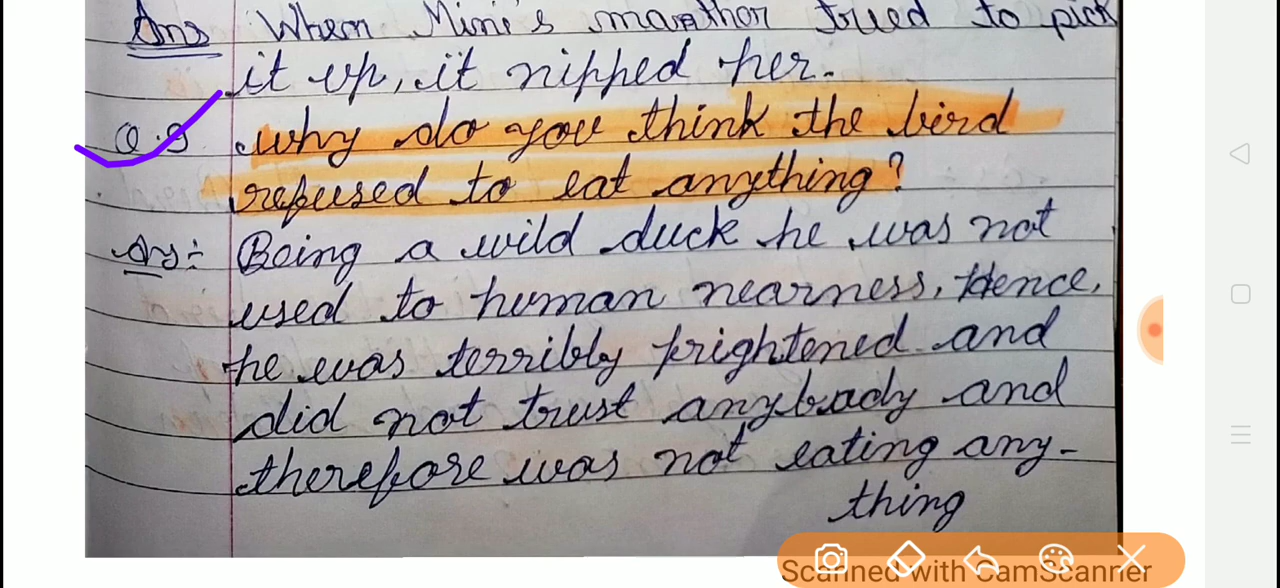 Ans When Mini's mother tried to pick
it up, it nipped her.
Q.9 why do you think the bird
refused to eat anything?
Ans:- Being a wild duck he was not
used to human nearness. Hence,
he was terribly frightened and
did not trust anybody and
therefore was not eating any-
thing
Scanned with CamScanner